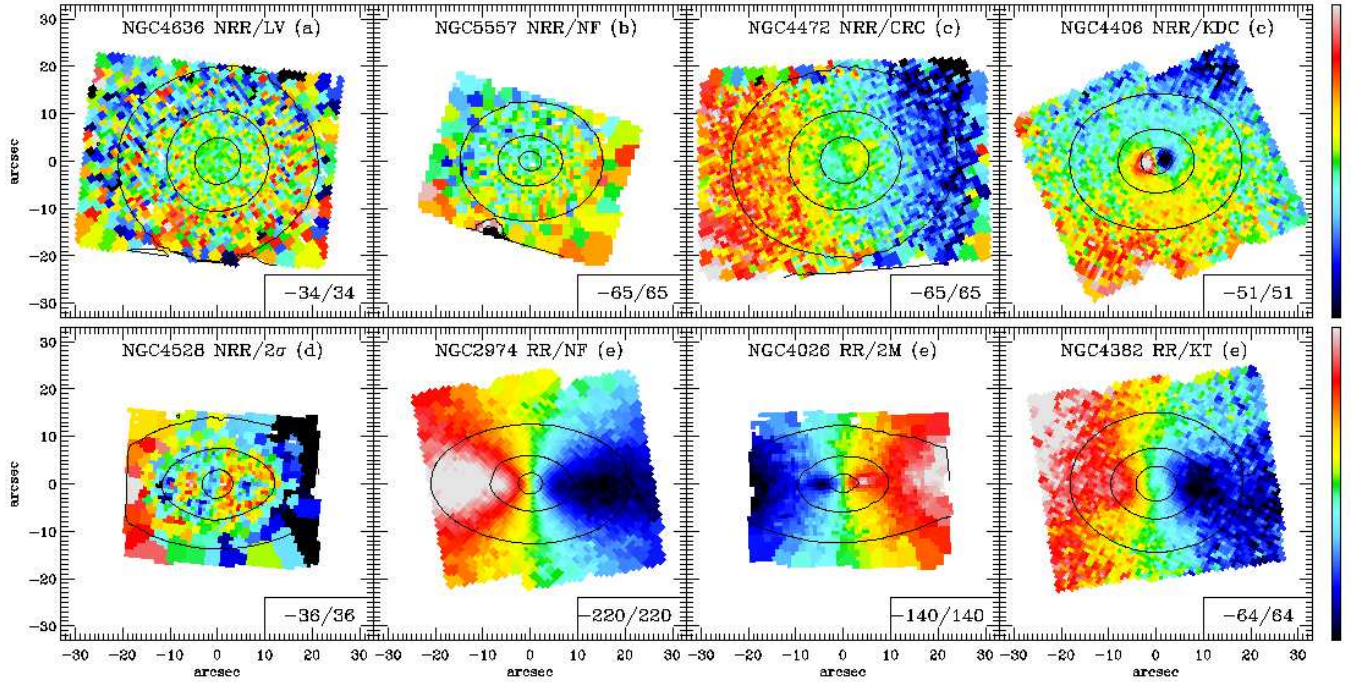 NGC4636 NRR/LV (a)
NGC5557 NRR/NF (b)
NGC4472 NRR/CRC (c)
NGC4406 NRR/KDC (c)
30
20
10
0
−10
−20
−30
arcsec
−34/34
−65/65
−65/65
−51/51
NGC4528 NRR/2σ (d)
NGC2974 RR/NF (e)
NGC4026 RR/2M (e)
NGC4382 RR/KT (e)
30
20
10
0
−10
−20
−30
arcsec
−36/36
−220/220
−140/140
−64/64
−30 −20 −10 0 10 20 30
−20 −10 0 10 20 30
−20 −10 0 10 20 30
−20 −10 0 10 20 30
arcsec
arcsec
arcsec
arcsec